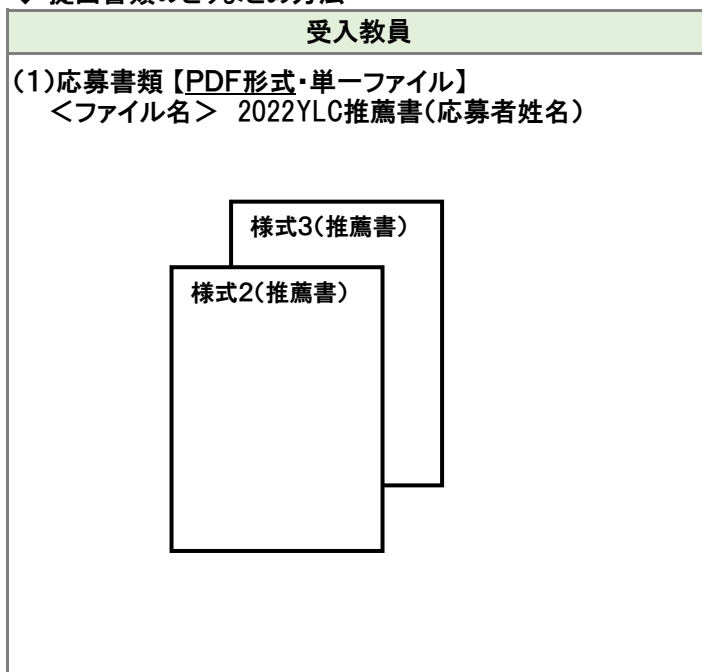 受入教員
(1)応募書類【PDF形式・単一ファイル】
＜ファイル名＞ 2022YLC推薦書(応募者姓名)
様式3(推薦書)
様式2(推薦書)